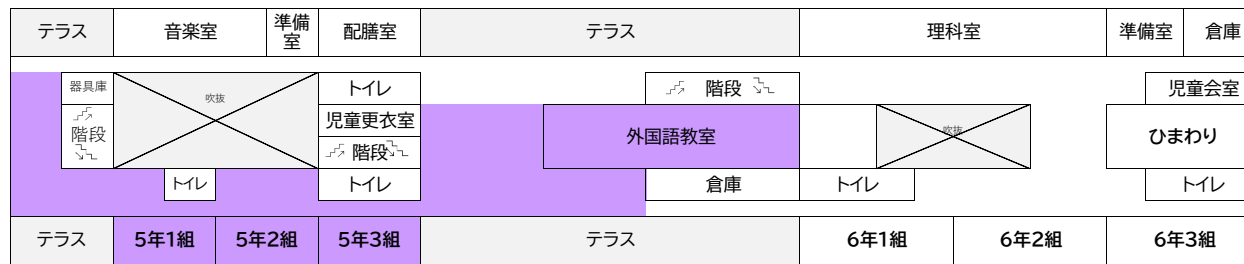 テラス
音楽室
準備
室
配膳室
テラス
理科室
準備室
倉庫
器具庫
吹抜
トイレ
階段
児童会室
階段
児童更衣室
外国語教室
吹抜
ひまわり
階段
トイレ
トイレ
倉庫
トイレ
トイレ
テラス
5年1組
5年2組
5年3組
テラス
6年1組
6年2組
6年3組